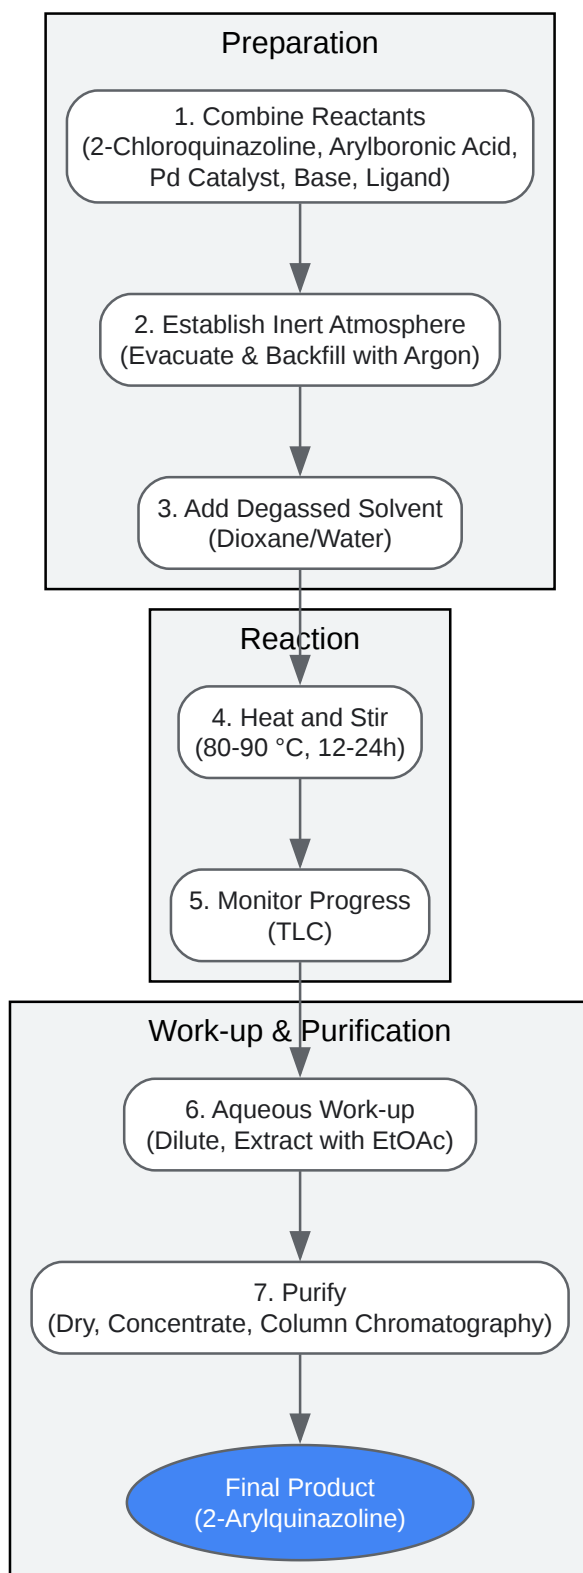 Preparation
1. Combine Reactants
(2-Chloroquinazoline, Arylboronic Acid,
Pd Catalyst, Base, Ligand)
2. Establish Inert Atmosphere
(Evacuate & Backfill with Argon)
3. Add Degassed Solvent
(Dioxane/Water)
Reaction
4. Heat and Stir
(80-90 °C, 12-24h)
5. Monitor Progress
(TLC)
Work-up & Purification
6. Aqueous Work-up
(Dilute, Extract with EtOAc)
7. Purify
(Dry, Concentrate, Column Chromatography)
Final Product
(2-Arylquinazoline)